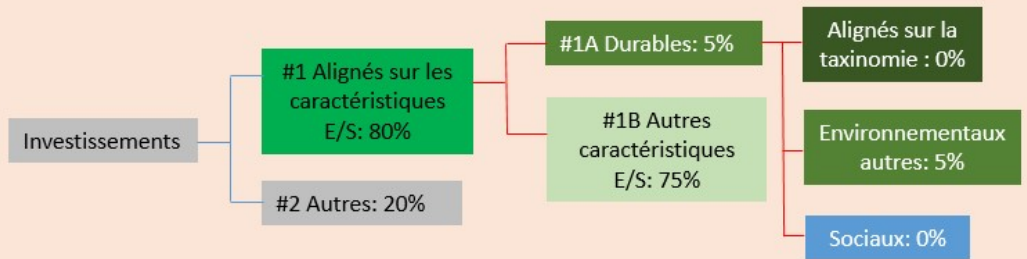 Investissements
#1 Alignés sur les
caractéristiques
E/S: 80%
#2 Autres: 20%
#1A Durables: 5%
#1B Autres
caractéristiques
E/S: 75%
Alignés sur la
taxinomie : 0%
Environnementaux
autres: 5%
Sociaux: 0%